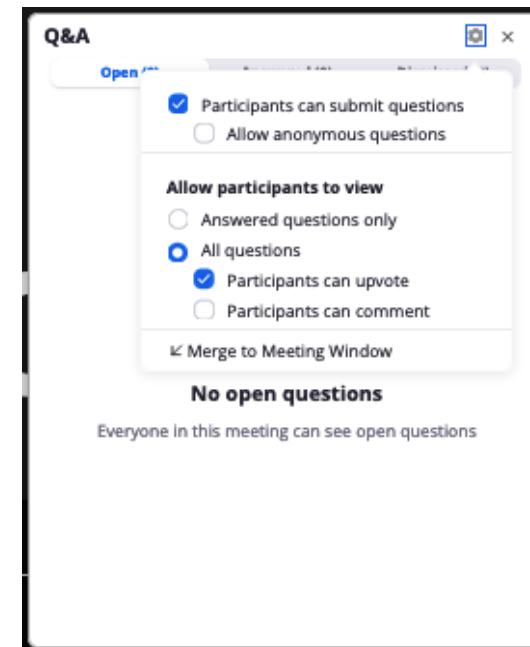 Q&A
Open
Participants can submit questions
Allow anonymous questions
Allow participants to view
Answered questions only
All questions
Participants can upvote
Participants can comment
Merge to Meeting Window
No open questions
Everyone in this meeting can see open questions